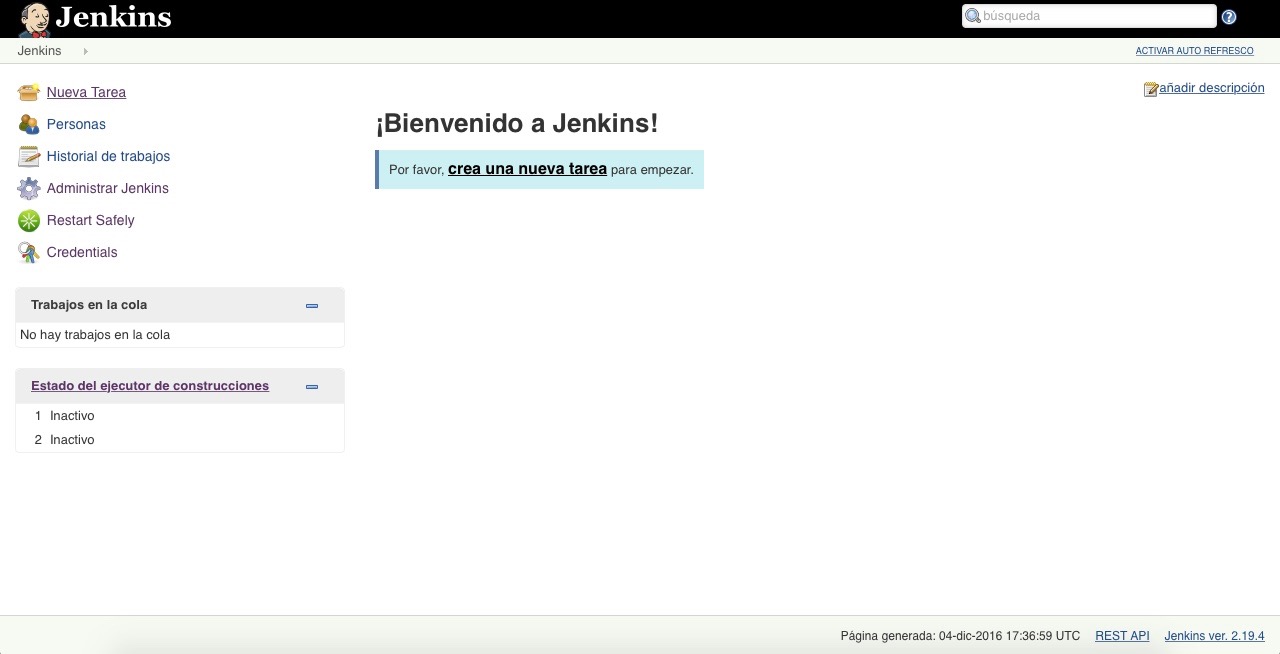 Jenkins
búsqueda
Jenkins
ACTIVAR AUTO REFRESCO
Nueva Tarea
Personas
Historial de trabajos
Administrar Jenkins
Restart Safely
Credentials
Trabajos en la cola
No hay trabajos en la cola
Estado del ejecutor de construcciones
1 Inactivo
2 Inactivo
añadir descripción
¡Bienvenido a Jenkins!
Por favor, crea una nueva tarea para empezar.
Página generada: 04-dic-2016 17:36:59 UTC REST API Jenkins ver. 2.19.4